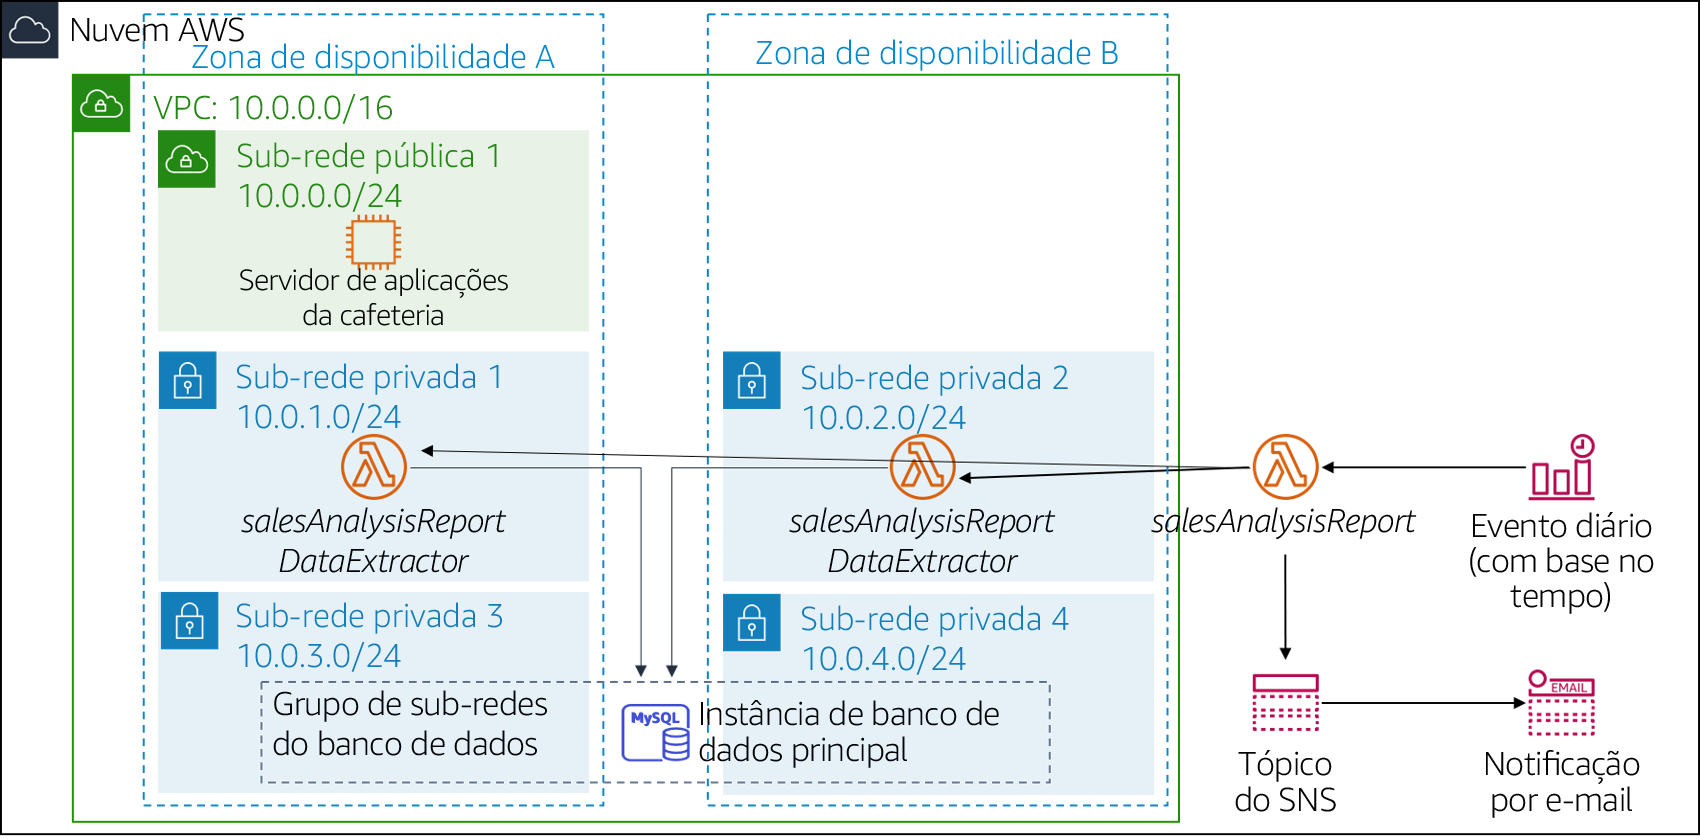 Nuvem AWS
Zona de disponibilidade A
Zona de disponibilidade B
VPC: 10.0.0.0/16
Sub-rede pública 1
10.0.0.0/24
Servidor de aplicações
da cafeteria
Sub-rede privada 1
10.0.1.0/24
salesAnalysisReport
DataExtractor
Sub-rede privada 2
10.0.2.0/24
salesAnalysisReport
DataExtractor
salesAnalysisReport
Evento diário
(com base no
tempo)
Sub-rede privada 3
10.0.3.0/24
Sub-rede privada 4
10.0.4.0/24
Grupo de sub-redes
do banco de dados
MySQL
Instância de banco de
dados principal
Tópico
do SNS
EMAIL
Notificação
por e-mail